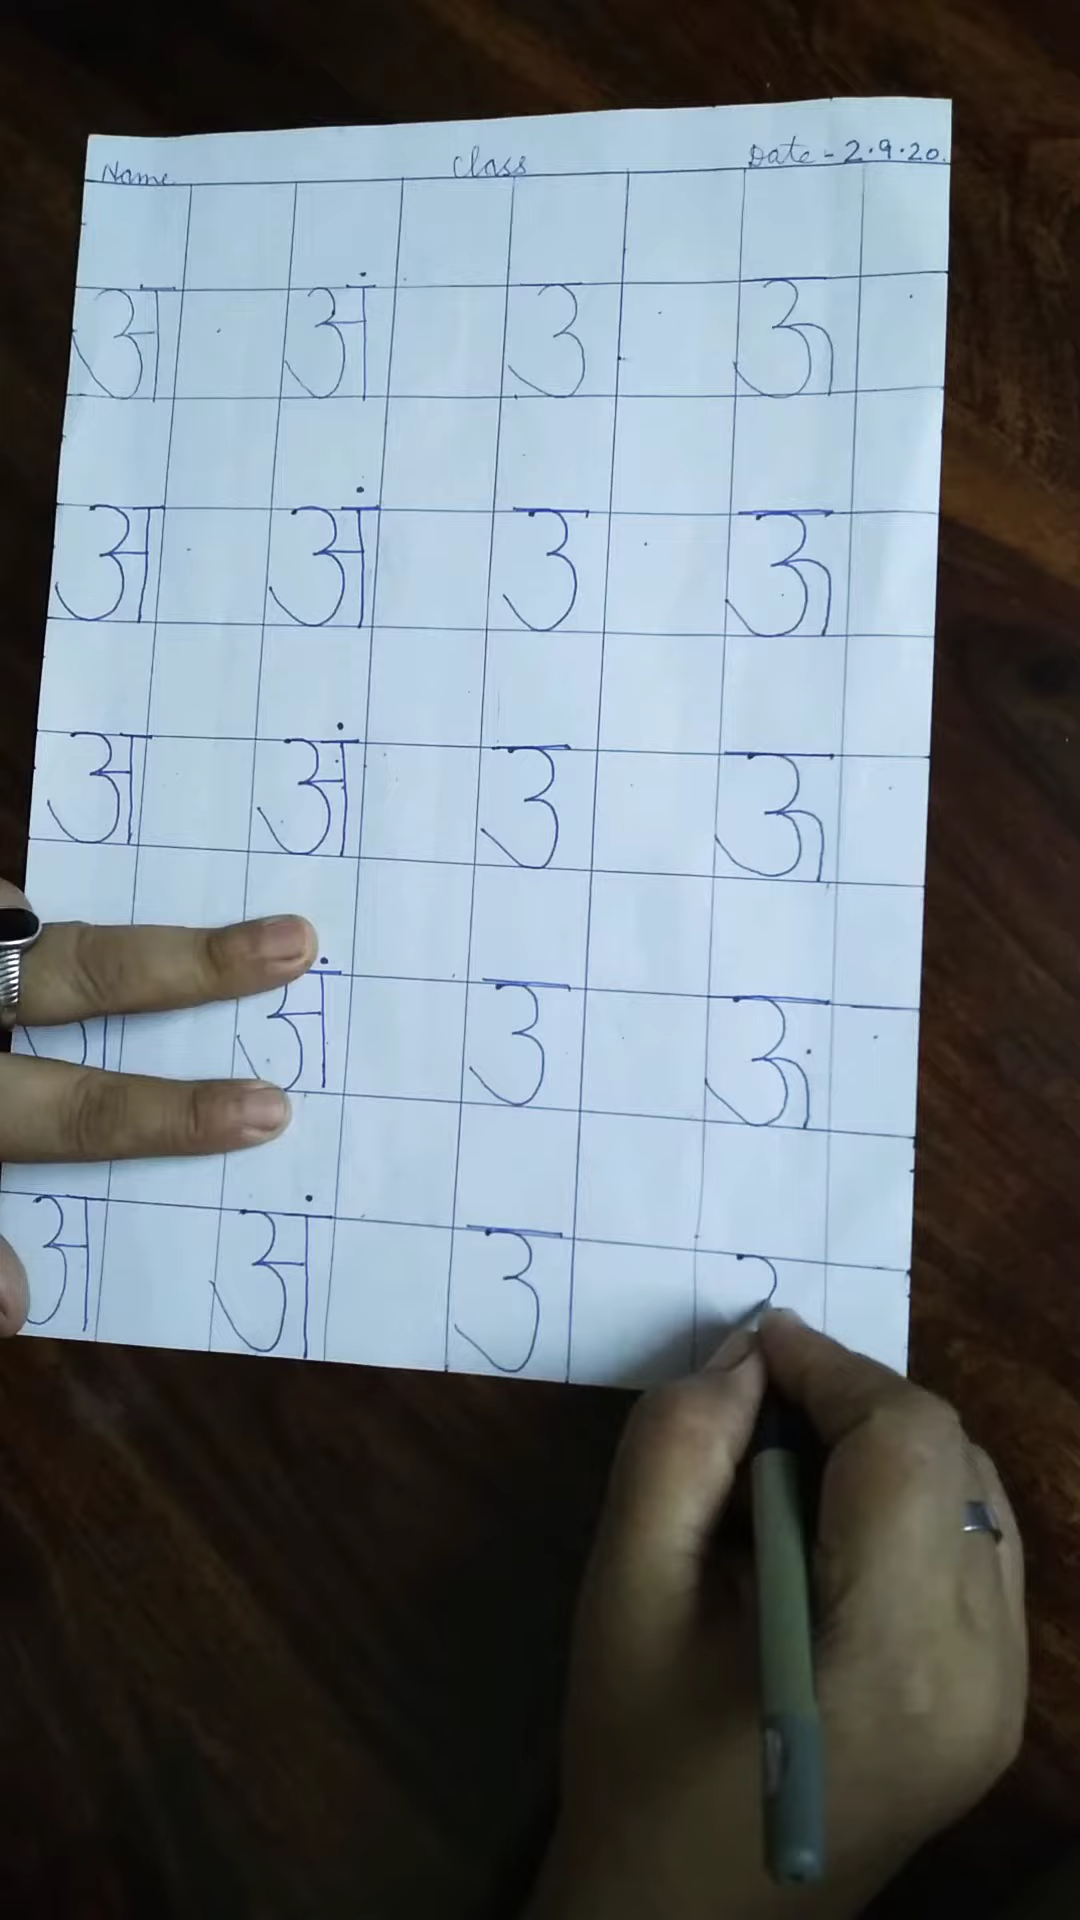 Name Class Date - 2.9.20.
अ अं उ ऊ
अ अं उ ऊ
अ अं उ ऊ
अं उ ऊ
अ अं उ